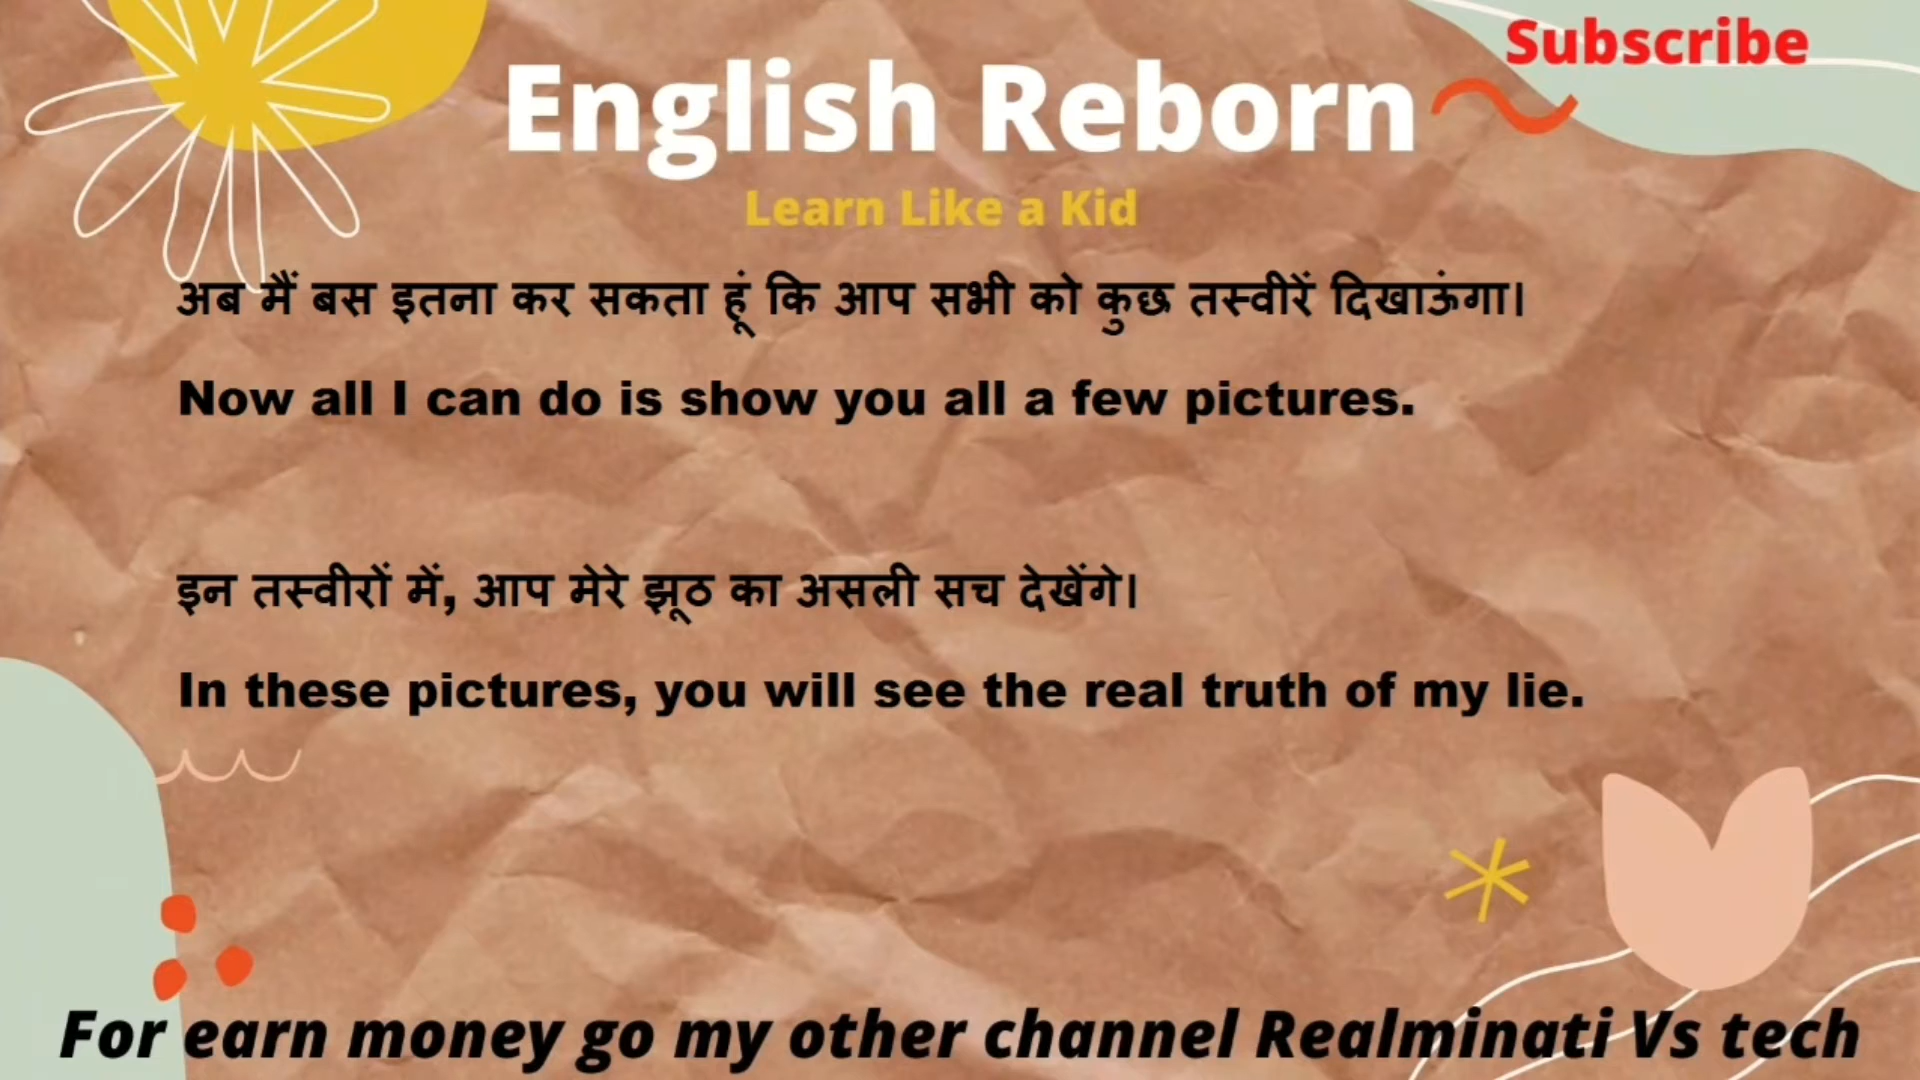 Subscribe
English Reborn
Learn Like a Kid
अब मैं बस इतना कर सकता हूं कि आप सभी को कुछ तस्वीरें दिखाऊंगा।
Now all I can do is show you all a few pictures.
इन तस्वीरों में, आप मेरे झूठ का असली सच देखेंगे।
In these pictures, you will see the real truth of my lie.
For earn money go my other channel Realminati Vs tech